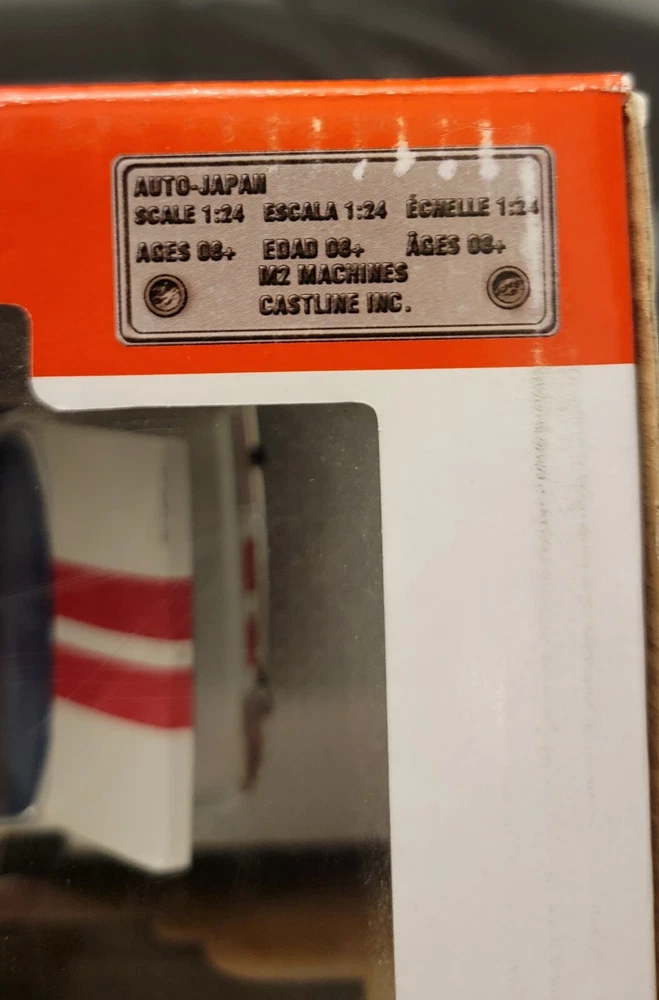 AUTO-JAPAN
SCALE 1:24 ESCALA 1:24 ÉCHELLE 1:24
AGES 08+ EDAD 08+ ÂGES 08+
M2 MACHINES
CASTLINE INC.